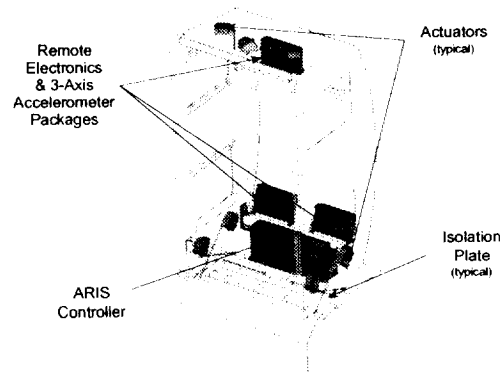 Remote
Electronics
& 3-Axis
Accelerometer
Packages
Actuators
(typical)
Isolation
Plate
(typical)
ARIS
Controller